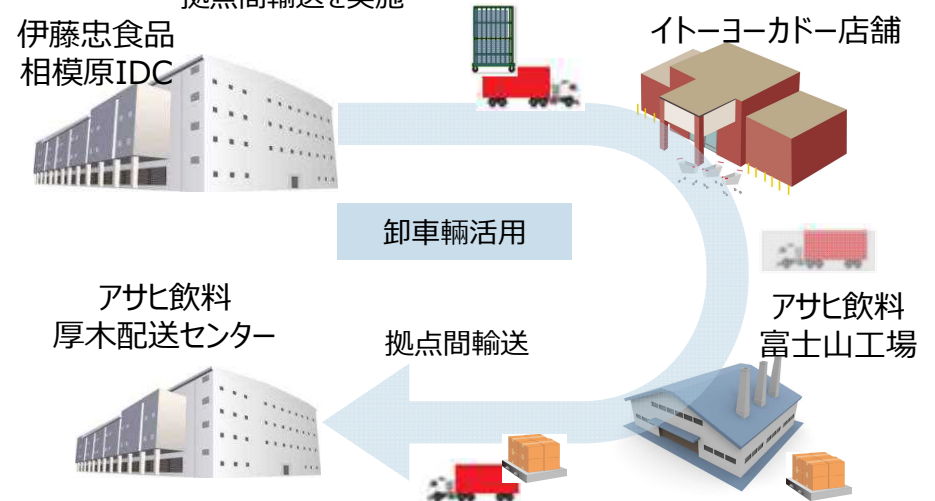 拠点間輸送を実施
伊藤忠食品
相模原IDC
イトーヨーカドー店舗
卸車輛活用
アサヒ飲料
富士山工場
アサヒ飲料
厚木配送センター
拠点間輸送